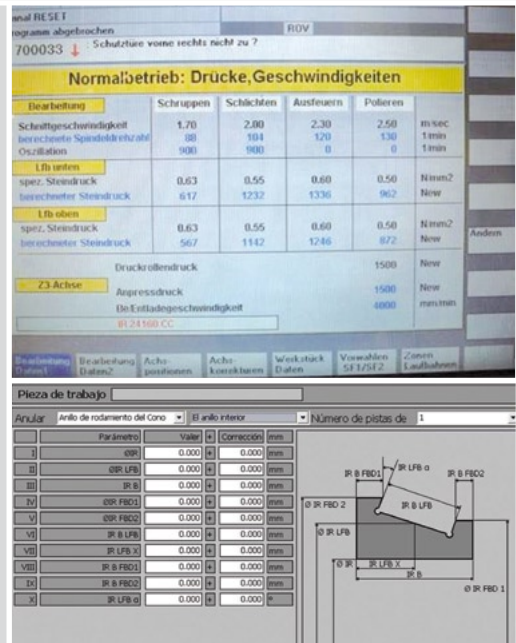 anal RESET
rogramm abgebrochen ROV
700033 ↓ : Schutztüre vorne rechts nicht zu ?
Normalbetrieb: Drücke,Geschwindigkeiten
Bearbeitung Schruppen Schlichten Ausfeuern Polieren
Schnittgeschwindigkeit 1.70 2.00 2.30 2.50 m/sec
berechnete Spindeldrehzahl 88 104 120 130 1/min
Oszillation 900 900 0 0 1/min
Lfb unten
spez. Steindruck 0.63 0.55 0.60 0.50 N/mm2
berechneter Steindruck 617 1232 1336 962 New
Lfb oben
spez. Steindruck 0.63 0.55 0.60 0.50 N/mm2
berechneter Steindruck 567 1142 1246 872 New
Ändern
Druckrollendruck 1500 New
Z3-Achse
Anpressdruck 1500 New
Be/Entladegeschwindigkeit 4000 mm/min
IR 24160 CC
Bearbeitung Daten1 Bearbeitung Daten2 Achs-positionen Achs-korrekturen Werkstück Daten Vorwahlen SF1/SF2 Zonen Laufbahnen
Pieza de trabajo
Anular Anillo de rodamiento del Cono El anillo interior Número de pistas de 1
Parámetro Valer + Corrección mm
I ØIR 0.000 + 0.000 mm
II ØIR LFB 0.000 + 0.000 mm
III IR B 0.000 + 0.000 mm
IV ØIR FBD1 0.000 + 0.000 mm
V ØIR FBD2 0.000 + 0.000 mm
VI IR B LFB 0.000 + 0.000 mm
VII IR LFB X 0.000 + 0.000 mm
VIII IR B FBD1 0.000 + 0.000 mm
IX IR B FBD2 0.000 + 0.000 mm
X IR LFB α 0.000 + 0.000 °
IR B FBD1 IR LFB α IR B FBD2
Ø IR FBD 2 IR B LFB
Ø IR LFB
Ø IR IR LFB X
IR B
Ø IR FBD 1